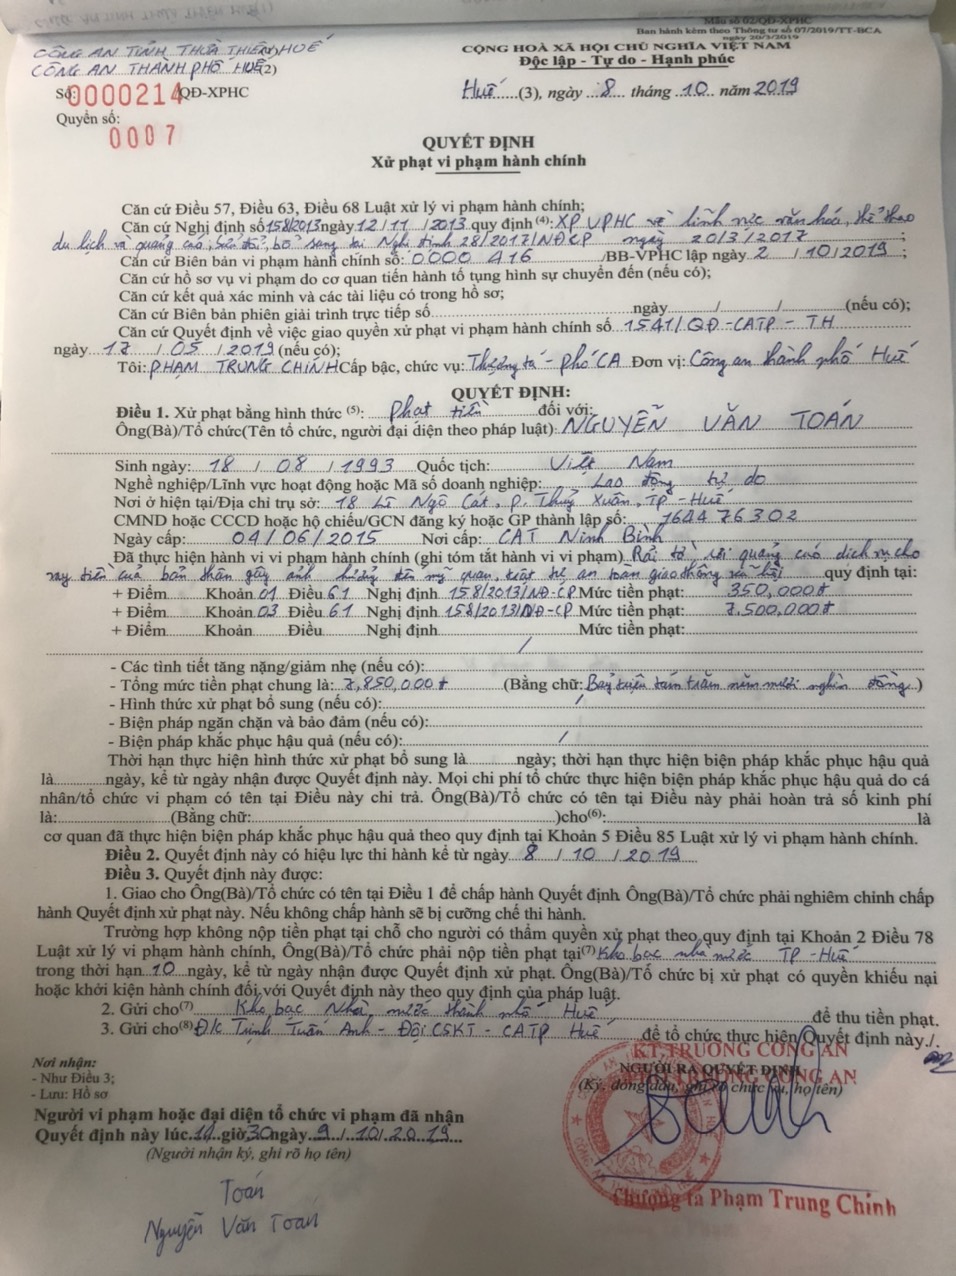 Mẫu số 02/QĐ-XPHC
Ban hành kèm theo Thông tư số 07/2019/TT-BCA
ngày 20/3/2019
CÔNG AN TỈNH THỪA THIÊN(1)HUẾ
CÔNG AN THÀNH PHỐ HUẾ(2)
Số:0000214/QĐ-XPHC
Quyển số:
0007
CỘNG HOÀ XÃ HỘI CHỦ NGHĨA VIỆT NAM
Độc lập - Tự do - Hạnh phúc
Huế.....(3), ngày...8...tháng.10..năm 2019
QUYẾT ĐỊNH
Xử phạt vi phạm hành chính
Căn cứ Điều 57, Điều 63, Điều 68 Luật xử lý vi phạm hành chính;
Căn cứ Nghị định số 158/2013 ngày 12/11/2013 quy định (4): XP VPHC về lĩnh vực văn hóa, thể thao
du lịch và quảng cáo, sửa đổi, bổ sung tại Nghị định 28/2017/NĐCP ngày 20/3/2017;
Căn cứ Biên bản vi phạm hành chính số: 0000 416 /BB-VPHC lập ngày 2/10/2019;
Căn cứ hồ sơ vụ vi phạm do cơ quan tiến hành tố tụng hình sự chuyển đến (nếu có);
Căn cứ kết quả xác minh và các tài liệu có trong hồ sơ;
Căn cứ Biên bản phiên giải trình trực tiếp số.......ngày....../....../......(nếu có);
Căn cứ Quyết định về việc giao quyền xử phạt vi phạm hành chính số 1541/QĐ-CATP-TH
ngày...17.../05.../2019 (nếu có);
Tôi: PHẠM TRUNG CHÍNH Cấp bậc, chức vụ: Thượng tá - Phó CA Đơn vị: Công an thành phố Huế
QUYẾT ĐỊNH:
Điều 1. Xử phạt bằng hình thức (5): phạt tiền đối với:
Ông(Bà)/Tổ chức(Tên tổ chức, người đại diện theo pháp luật): NGUYỄN VĂN TOÁN
Sinh ngày: 18/08/1993 Quốc tịch: Việt Nam
Nghề nghiệp/Lĩnh vực hoạt động hoặc Mã số doanh nghiệp: Lao động tự do
Nơi ở hiện tại/Địa chỉ trụ sở: 18 Lê Ngô Cát, P. Thuỷ Xuân, TP - Huế
CMND hoặc CCCD hoặc hộ chiếu/GCN đăng ký hoặc GP thành lập số: 164476302
Ngày cấp: 04/06/2015 Nơi cấp: CAT Ninh Bình
Đã thực hiện hành vi vi phạm hành chính (ghi tóm tắt hành vi vi phạm) Rải tờ rơi quảng cáo dịch vụ cho
vay tiền của bản thân gây ảnh hưởng đến mỹ quan, trật tự an toàn giao thông xã hội quy định tại:
+ Điểm......Khoản 01 Điều 61 Nghị định 158/2013/NĐ-CP. Mức tiền phạt: 350,000đ
+ Điểm......Khoản 03 Điều 61 Nghị định 158/2013/NĐ-CP. Mức tiền phạt: 7.500,000đ
+ Điểm......Khoản......Điều......Nghị định......Mức tiền phạt:
- Các tình tiết tăng nặng/giảm nhẹ (nếu có):
- Tổng mức tiền phạt chung là: 7,850,000đ (Bằng chữ: Bảy triệu tám trăm năm mươi nghìn đồng.)
- Hình thức xử phạt bổ sung (nếu có):
- Biện pháp ngăn chặn và bảo đảm (nếu có):
- Biện pháp khắc phục hậu quả (nếu có):
Thời hạn thực hiện hình thức xử phạt bổ sung là.........ngày; thời hạn thực hiện biện pháp khắc phục hậu quả
là.........ngày, kể từ ngày nhận được Quyết định này. Mọi chi phí tổ chức thực hiện biện pháp khắc phục hậu quả do cá
nhân/tổ chức vi phạm có tên tại Điều này chi trả. Ông(Bà)/Tổ chức có tên tại Điều này phải hoàn trả số kinh phí
là:.........(Bằng chữ:.........)cho(6):.........là
cơ quan đã thực hiện biện pháp khắc phục hậu quả theo quy định tại Khoản 5 Điều 85 Luật xử lý vi phạm hành chính.
Điều 2. Quyết định này có hiệu lực thi hành kể từ ngày...8.../10.../2019
Điều 3. Quyết định này được:
1. Giao cho Ông(Bà)/Tổ chức có tên tại Điều 1 để chấp hành Quyết định Ông(Bà)/Tổ chức phải nghiêm chỉnh chấp
hành Quyết định xử phạt này. Nếu không chấp hành sẽ bị cưỡng chế thi hành.
Trường hợp không nộp tiền phạt tại chỗ cho người có thẩm quyền xử phạt theo quy định tại Khoản 2 Điều 78
Luật xử lý vi phạm hành chính, Ông(Bà)/Tổ chức phải nộp tiền phạt tại(7) Kho bạc nhà nước TP - Huế
trong thời hạn 10 ngày, kể từ ngày nhận được Quyết định xử phạt. Ông(Bà)/Tổ chức bị xử phạt có quyền khiếu nại
hoặc khởi kiện hành chính đối với Quyết định này theo quy định của pháp luật.
2. Gửi cho(7) Kho bạc Nhà nước thành phố Huế để thu tiền phạt.
3. Gửi cho(8) Đ/c Trịnh Tuấn Anh - Đội CSKT - CATP Huế để tổ chức thực hiện Quyết định này./.
Nơi nhận:
- Như Điều 3;
- Lưu: Hồ sơ
Người vi phạm hoặc đại diện tổ chức vi phạm đã nhận
Quyết định này lúc.14..giờ30ngày..9../..10/.2019...
(Người nhận ký, ghi rõ họ tên)
Toán
Nguyễn Văn Toán
KT.TRƯỞNG CÔNG AN
NGƯỜI RA QUYẾT ĐỊNH
(Ký, đóng dấu, ghi rõ chức vụ, họ tên)
Thượng tá Phạm Trung Chính